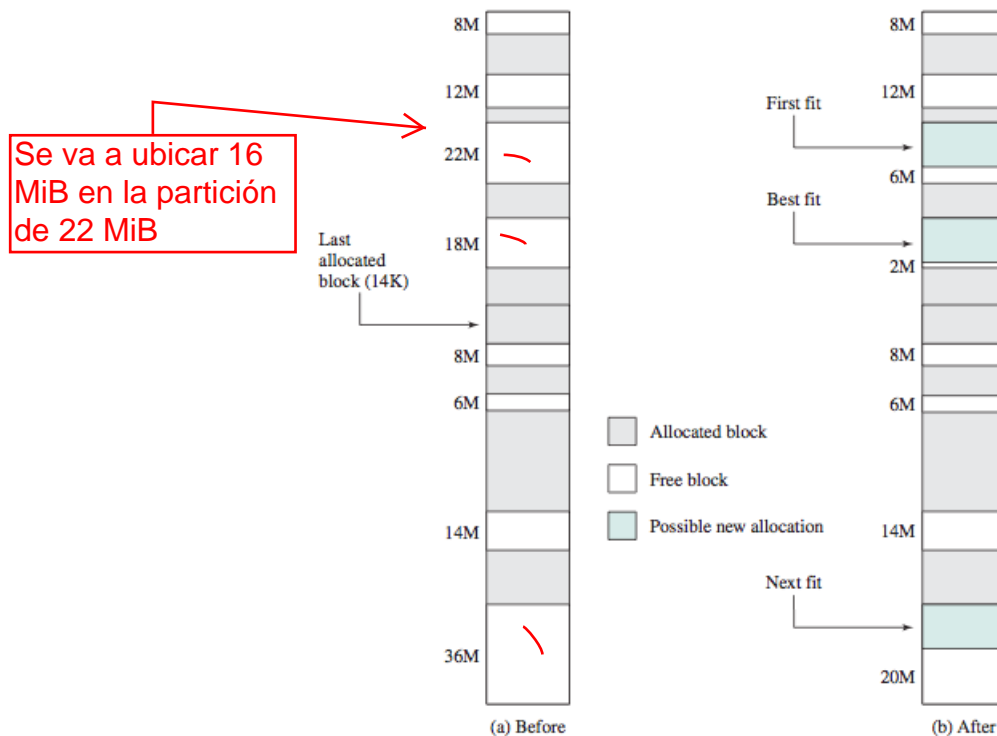 8M
12M
22M
18M
8M
6M
14M
36M
Se va a ubicar 16
MiB en la partición
de 22 MiB
Last
allocated
block (14K)
(a) Before
Allocated block
Free block
Possible new allocation
First fit
Best fit
Next fit
8M
12M
6M
2M
8M
6M
14M
20M
(b) After